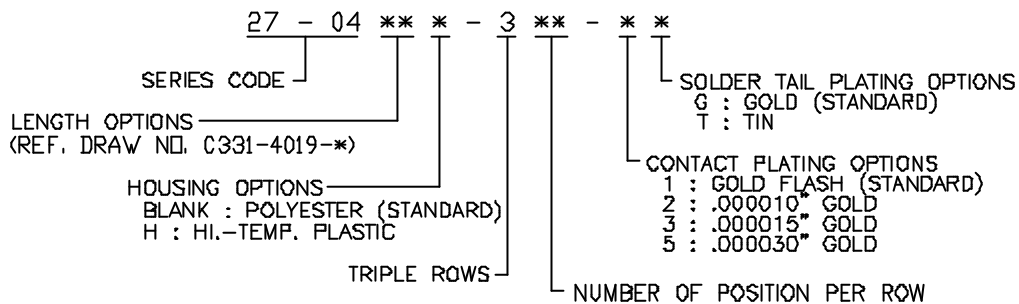 27 - 04 ** * - 3 ** - * *
SERIES CODE
SOLDER TAIL PLATING OPTIONS
G : GOLD (STANDARD)
T : TIN
LENGTH OPTIONS
(REF. DRAW NO. C331-4019-*)
CONTACT PLATING OPTIONS
1 : GOLD FLASH (STANDARD)
2 : .000010" GOLD
3 : .000015" GOLD
5 : .000030" GOLD
HOUSING OPTIONS
BLANK : POLYESTER (STANDARD)
H : HI.-TEMP. PLASTIC
TRIPLE ROWS
NUMBER OF POSITION PER ROW